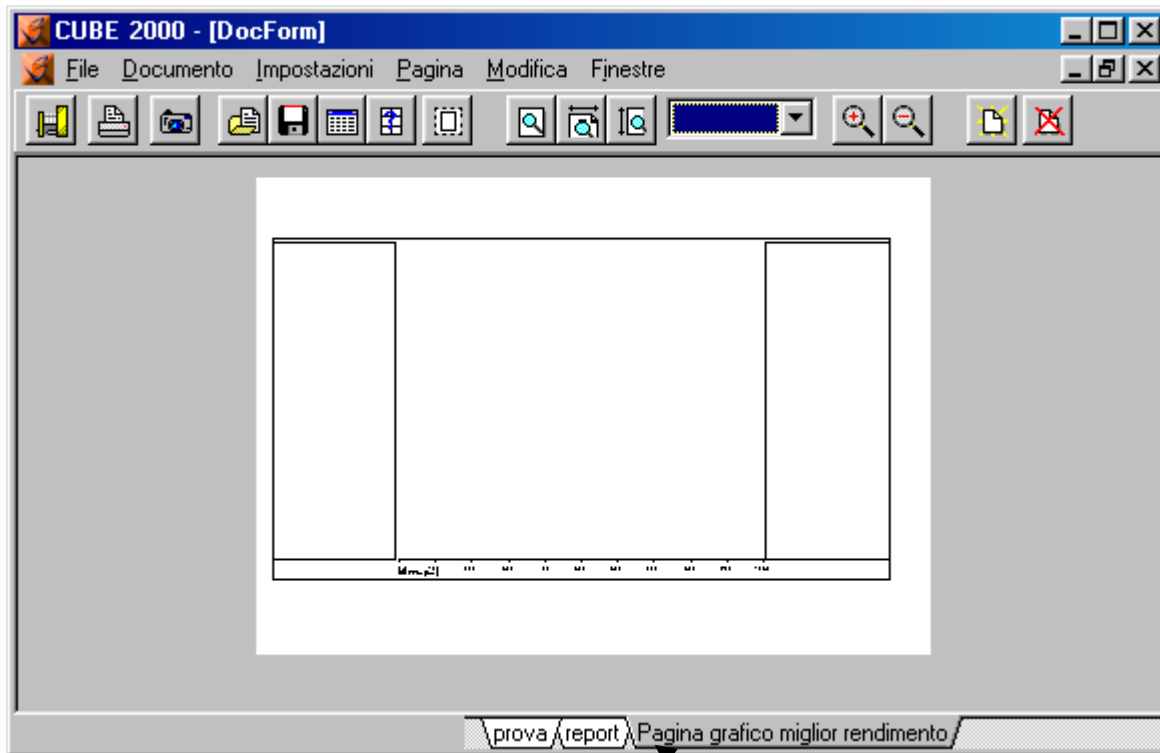 CUBE 2000 - [DocForm]
File Documento Impostazioni Pagina Modifica Finestre
prova report Pagina grafico miglior rendimento